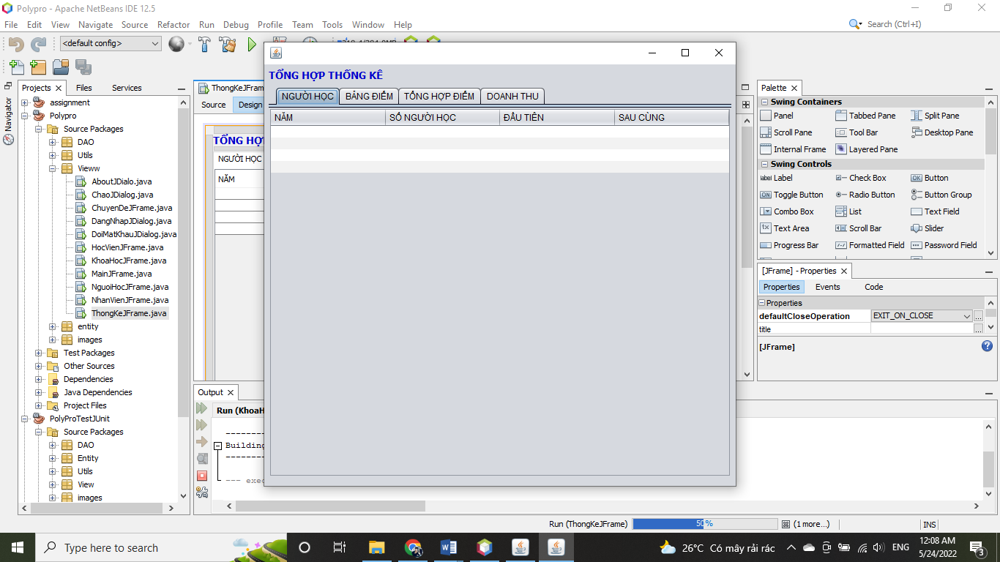 Polypro - Apache NetBeans IDE 12.5
File Edit View Navigate Source Refactor Run Debug Profile Team Tools Window Help
Search (Ctrl+I)
<default config>
Projects Files Services
Navigator
assignment
Polypro
Source Packages
DAO
Utils
Vieww
AboutJDialo.java
ChaoJDialog.java
ChuyenDeJFrame.java
DangNhapJDialog.java
DoiMatKhauJDialog.java
HocVienJFrame.java
KhoaHocJFrame.java
MainJFrame.java
NguoiHocJFrame.java
NhanVienJFrame.java
ThongKeJFrame.java
entity
images
Test Packages
Other Sources
Dependencies
Java Dependencies
Project Files
PolyProTestJUnit
Source Packages
DAO
Entity
Utils
View
images
ThongKeJFram
Source Design
TỔNG HỢ
NGƯỜI HỌC
NĂM
TỔNG HỢP THỐNG KÊ
NGƯỜI HỌC BẢNG ĐIỂM TỔNG HỢP ĐIỂM DOANH THU
NĂM SỐ NGƯỜI HỌC ĐẦU TIÊN SAU CÙNG
Output
Run (KhoaH
----------
Building
----------
--- exec
Palette
Swing Containers
Panel Tabbed Pane Split Pane
Scroll Pane Tool Bar Desktop Pane
Internal Frame Layered Pane
Swing Controls
label Label Check Box OK Button
ON Toggle Button Radio Button Button Group
Combo Box List Text Field
Text Area Scroll Bar Slider
Progress Bar Formatted Field Password Field
[JFrame] - Properties
Properties Events Code
Properties
defaultCloseOperation EXIT_ON_CLOSE ...
title ...
[JFrame]
Run (ThongKeJFrame) 50% (1 more...) INS
Type here to search
26°C Có mây rải rác ENG
12:08 AM
5/24/2022
3